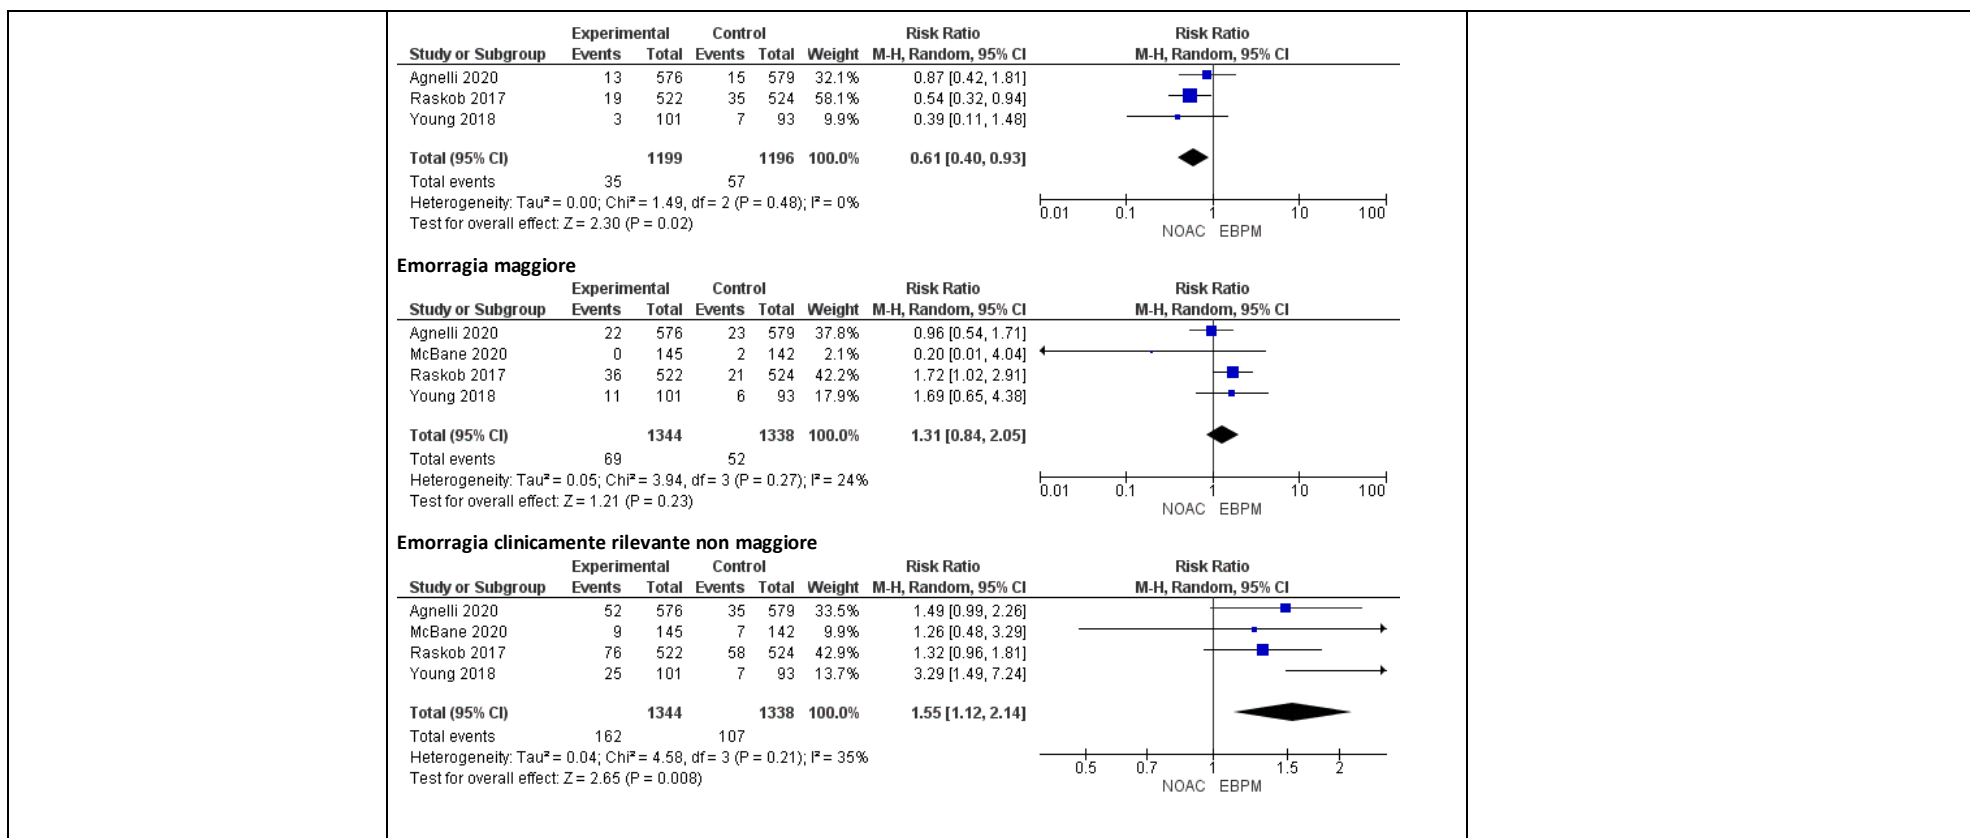 Experimental Control Risk Ratio Risk Ratio
Study or Subgroup Events Total Events Total Weight M-H, Random, 95% CI M-H, Random, 95% CI
Agnelli 2020 13 576 15 579 32.1% 0.87 [0.42, 1.81]
Raskob 2017 19 522 35 524 58.1% 0.54 [0.32, 0.94]
Young 2018 3 101 7 93 9.9% 0.39 [0.11, 1.48]
Total (95% CI) 1199 1196 100.0% 0.61 [0.40, 0.93]
Total events 35 57
Heterogeneity: Tau² = 0.00; Chi² = 1.49, df = 2 (P = 0.48); I² = 0%
Test for overall effect: Z = 2.30 (P = 0.02)
0.01 0.1 1 10 100
NOAC EBPM
Emorragia maggiore
Experimental Control Risk Ratio Risk Ratio
Study or Subgroup Events Total Events Total Weight M-H, Random, 95% CI M-H, Random, 95% CI
Agnelli 2020 22 576 23 579 37.8% 0.96 [0.54, 1.71]
McBane 2020 0 145 2 142 2.1% 0.20 [0.01, 4.04]
Raskob 2017 36 522 21 524 42.2% 1.72 [1.02, 2.91]
Young 2018 11 101 6 93 17.9% 1.69 [0.65, 4.38]
Total (95% CI) 1344 1338 100.0% 1.31 [0.84, 2.05]
Total events 69 52
Heterogeneity: Tau² = 0.05; Chi² = 3.94, df = 3 (P = 0.27); I² = 24%
Test for overall effect: Z = 1.21 (P = 0.23)
0.01 0.1 1 10 100
NOAC EBPM
Emorragia clinicamente rilevante non maggiore
Experimental Control Risk Ratio Risk Ratio
Study or Subgroup Events Total Events Total Weight M-H, Random, 95% CI M-H, Random, 95% CI
Agnelli 2020 52 576 35 579 33.5% 1.49 [0.99, 2.26]
McBane 2020 9 145 7 142 9.9% 1.26 [0.48, 3.29]
Raskob 2017 76 522 58 524 42.9% 1.32 [0.96, 1.81]
Young 2018 25 101 7 93 13.7% 3.29 [1.49, 7.24]
Total (95% CI) 1344 1338 100.0% 1.55 [1.12, 2.14]
Total events 162 107
Heterogeneity: Tau² = 0.04; Chi² = 4.58, df = 3 (P = 0.21); I² = 35%
Test for overall effect: Z = 2.65 (P = 0.008)
0.5 0.7 1 1.5 2
NOAC EBPM